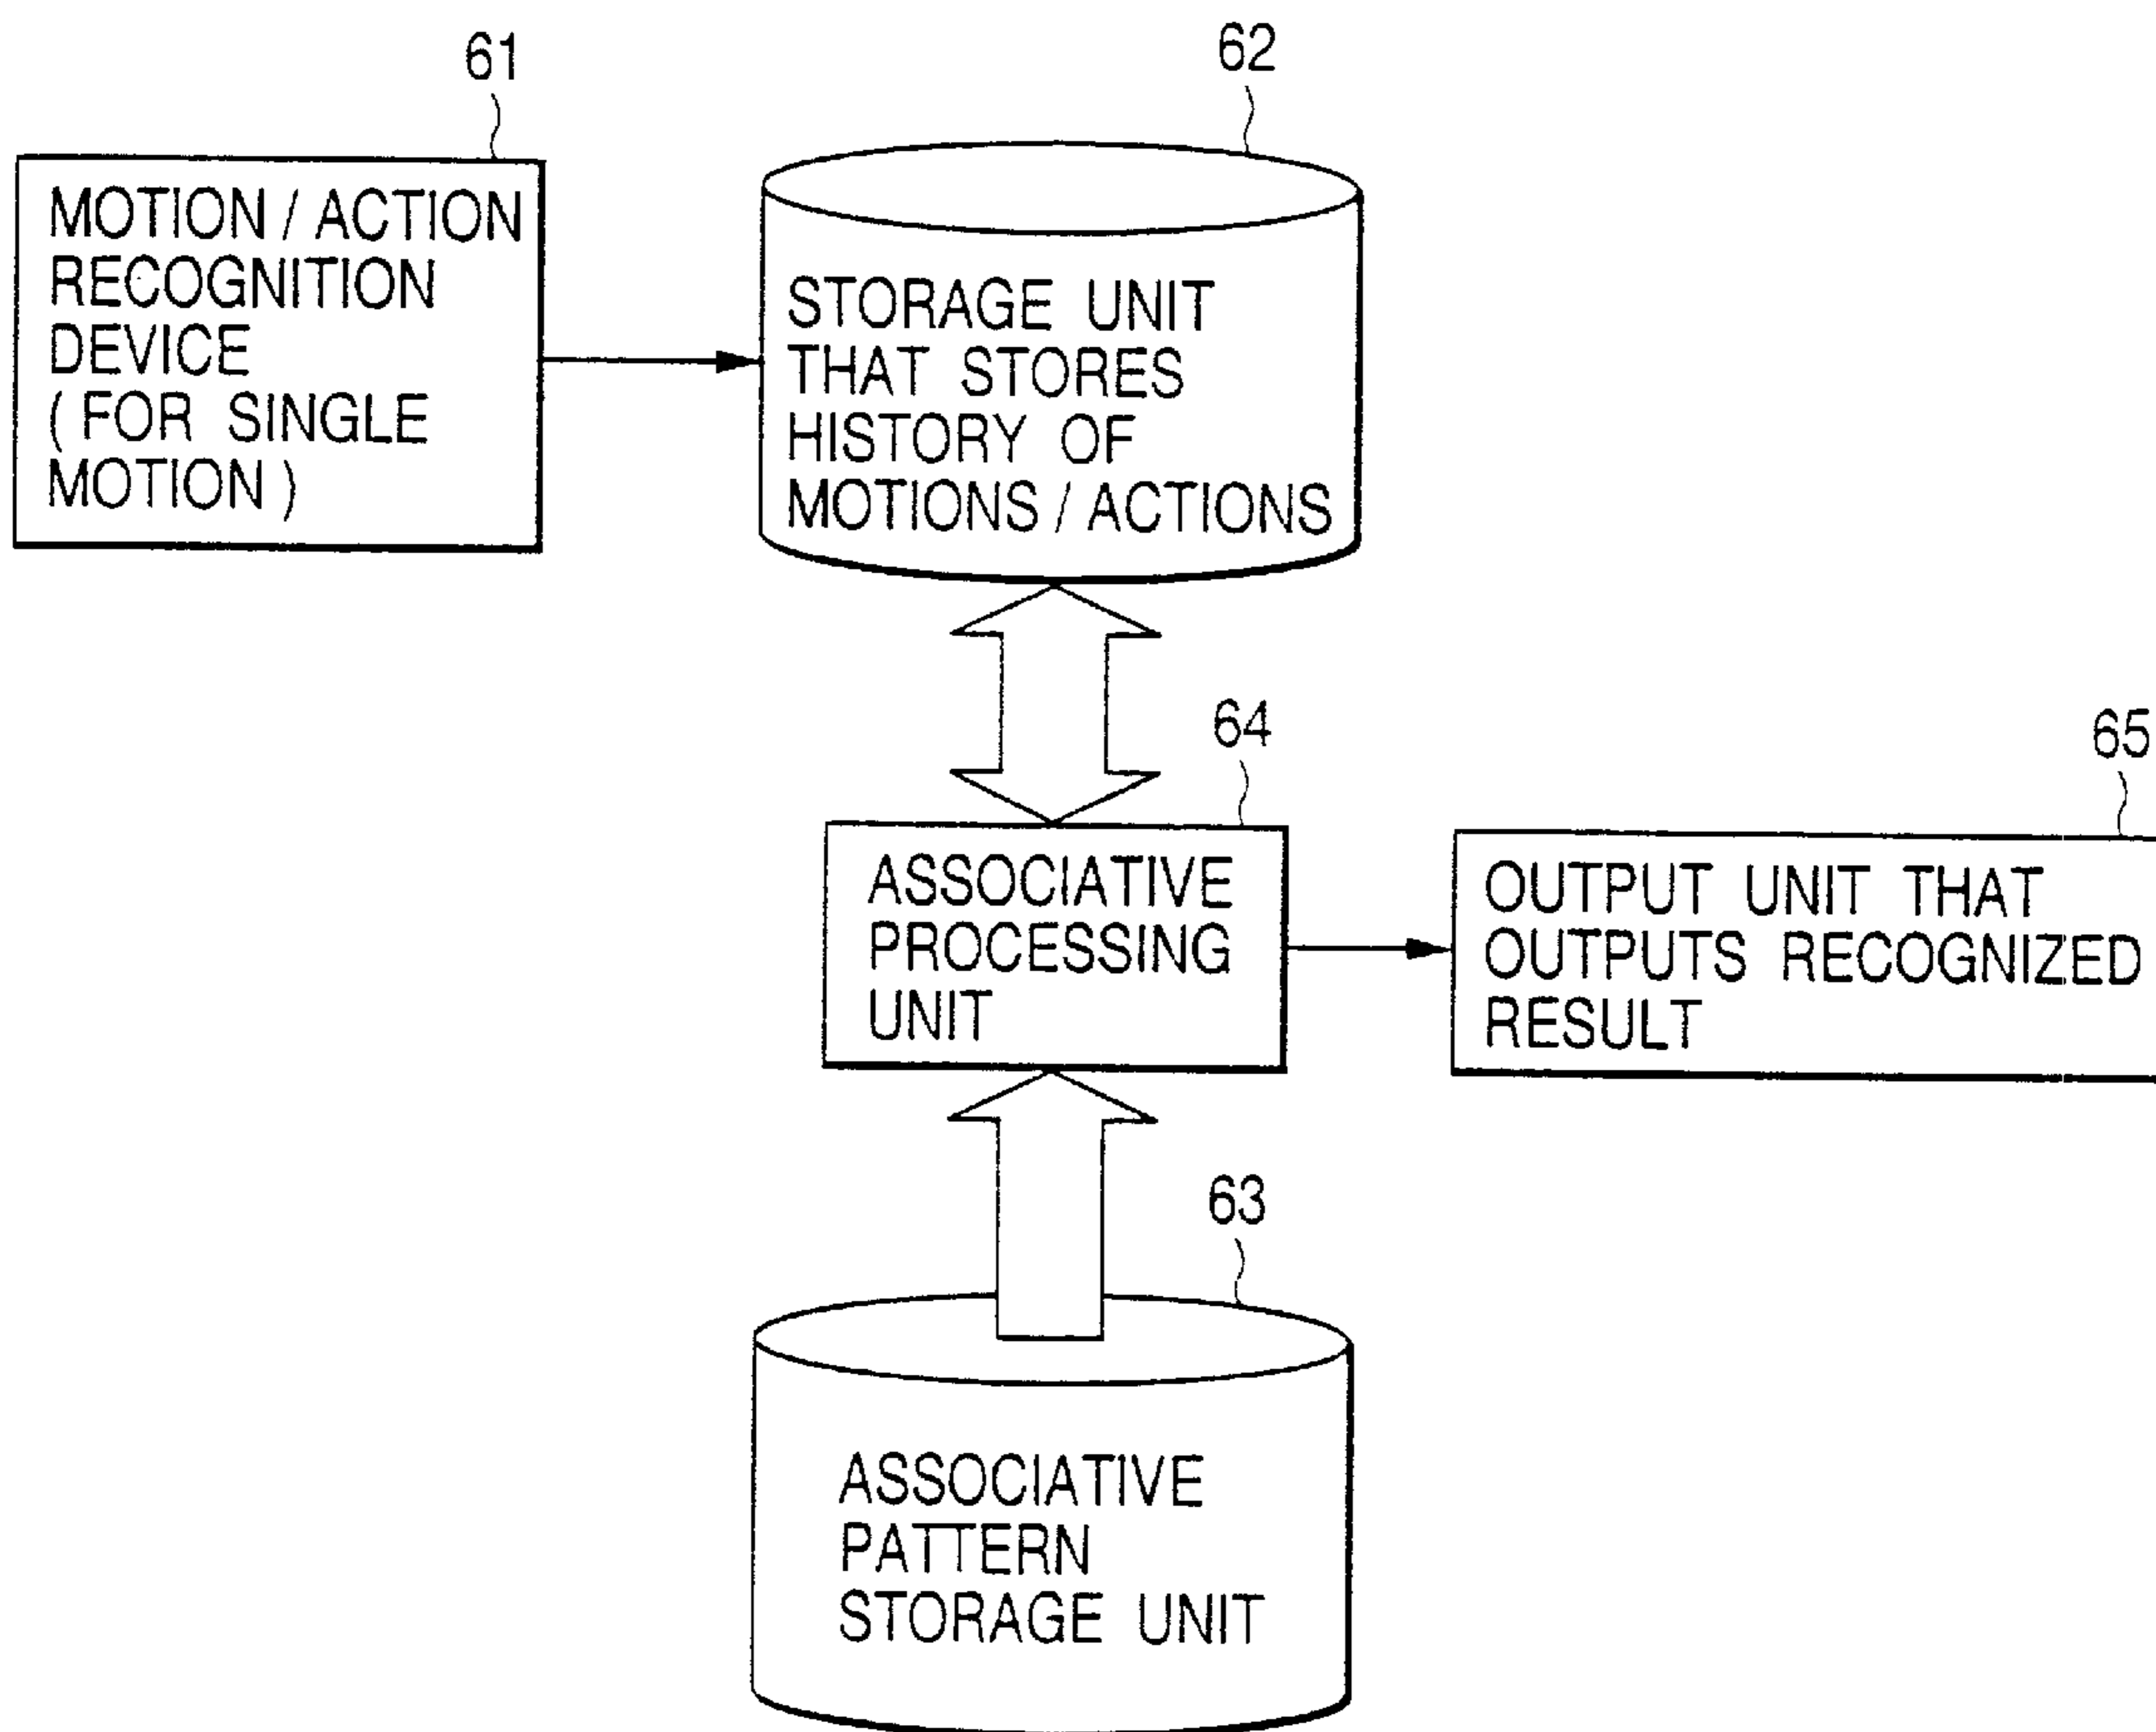 61
MOTION / ACTION
RECOGNITION
DEVICE
( FOR SINGLE
MOTION )
62
STORAGE UNIT
THAT STORES
HISTORY OF
MOTIONS / ACTIONS
64
ASSOCIATIVE
PROCESSING
UNIT
65
OUTPUT UNIT THAT
OUTPUTS RECOGNIZED
RESULT
63
ASSOCIATIVE
PATTERN
STORAGE UNIT